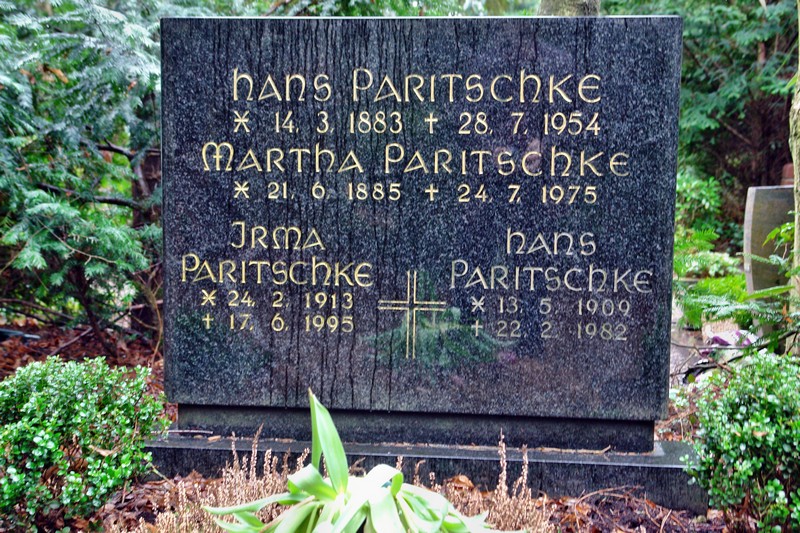 Hans Paritschke
* 14. 3. 1883 † 28. 7. 1954
Martha Paritschke
* 21. 6. 1885 † 24. 7. 1975
Irma
Paritschke
* 24. 2. 1913
† 17. 6. 1995
Hans
Paritschke
* 13. 5. 1909
† 22. 2. 1982